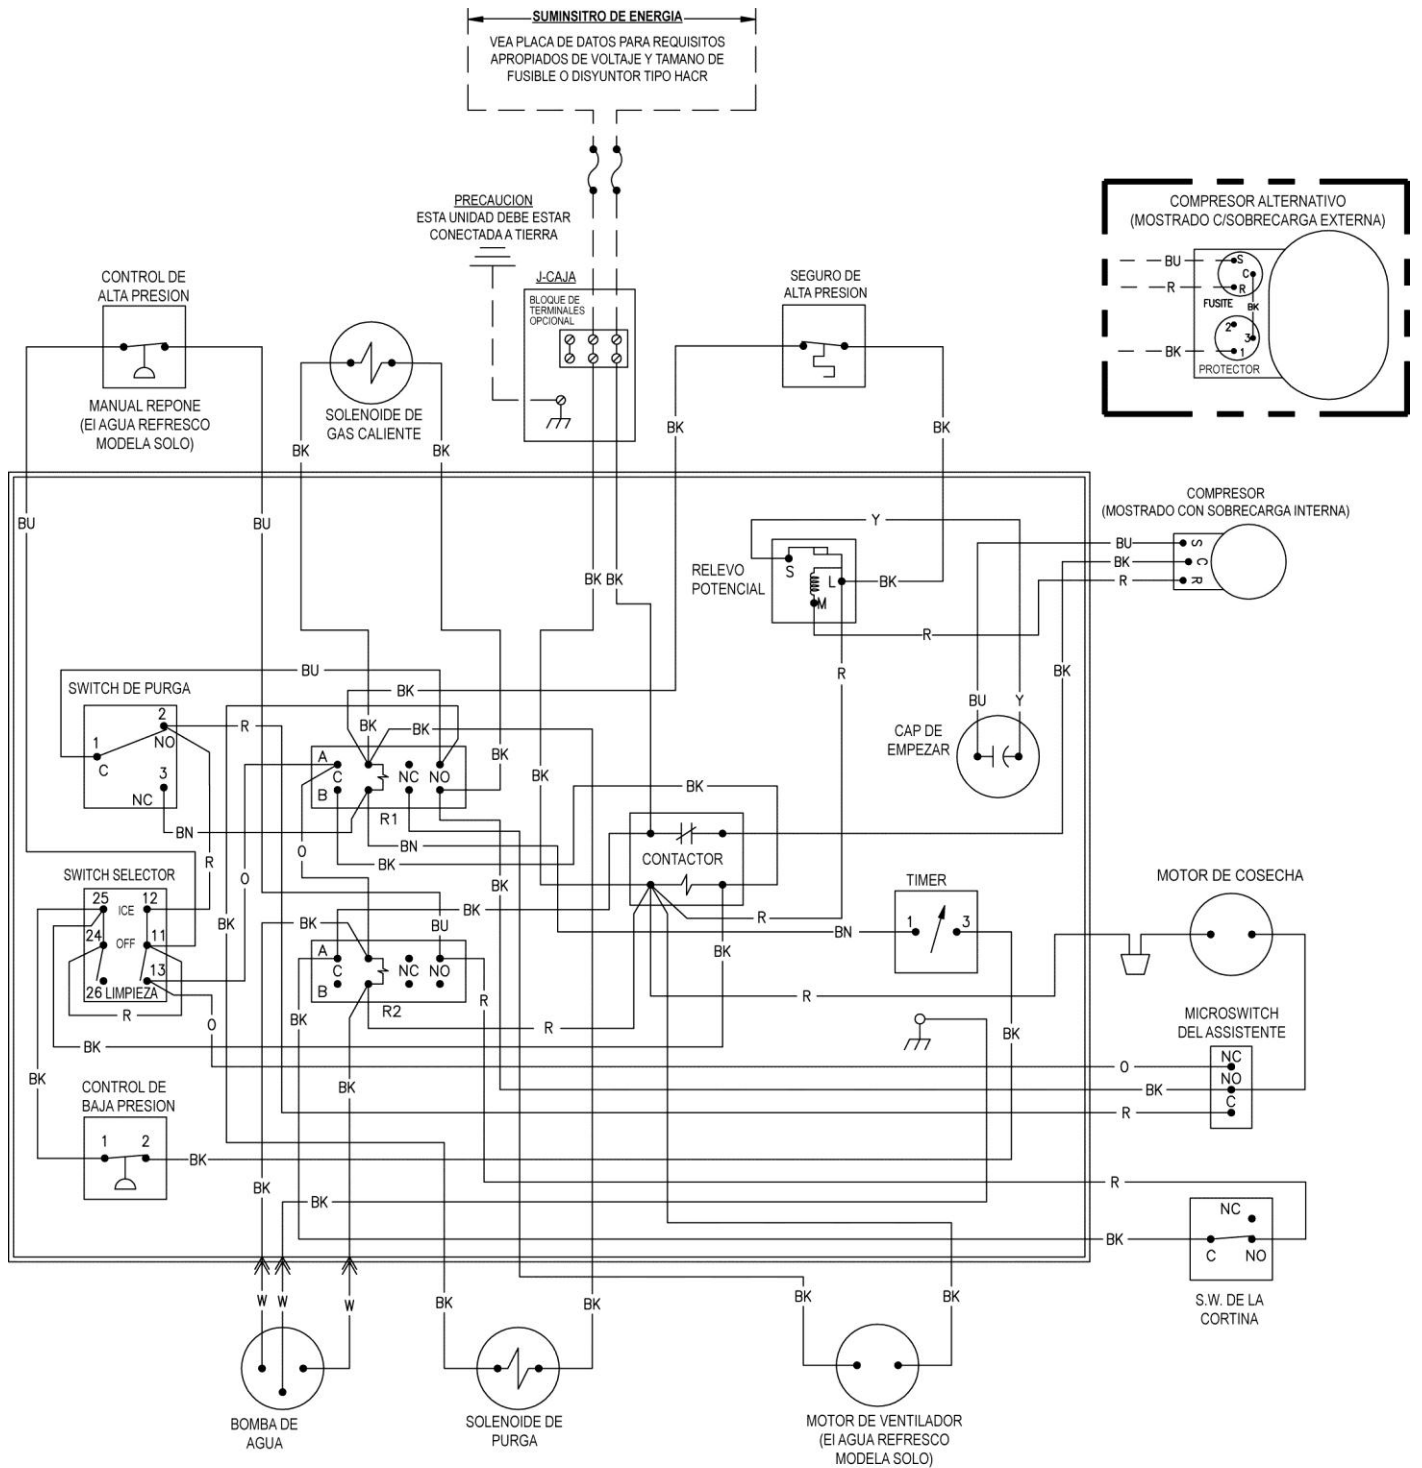 SUMINSITRO DE ENERGIA
VEA PLACA DE DATOS PARA REQUISITOS
APROPIADOS DE VOLTAJE Y TAMANO DE
FUSIBLE O DISYUNTOR TIPO HACR
PRECAUCION
ESTA UNIDAD DEBE ESTAR
CONECTADA A TIERRA
COMPRESOR ALTERNATIVO
(MOSTRADO C/SOBRECARGA EXTERNA)
BU
S
C
R
R
FUSITE
BK
2
3
BK
1
PROTECTOR
CONTROL DE
ALTA PRESION
MANUAL REPONE
(El AGUA REFRESCO
MODELA SOLO)
SOLENOIDE DE
GAS CALIENTE
J-CAJA
BLOQUE DE
TERMINALES
OPCIONAL
SEGURO DE
ALTA PRESION
BK
BK
BK
BK
BU
BU
COMPRESOR
(MOSTRADO CON SOBRECARGA INTERNA)
BU
S
BK
C
R
R
Y
RELEVO
POTENCIAL
S
L
M
BK
BK BK
R
R
BK
BU
Y
CAP DE
EMPEZAR
BU
BK
SWITCH DE PURGA
2
NO
1
C
3
NC
R
BK
BK
BK
BK
BK
A
C
NC
NO
B
R1
BN
BN
BK
O
O
R
CONTACTOR
SWITCH SELECTOR
25
ICE
12
24
OFF
11
13
26 LIMPIEZA
R
O
BK
BK
BK
BK
BU
BK
R
A
C
NC
NO
B
R2
R
BK
R
BK
BK
TIMER
1
3
BN
R
BK
MOTOR DE COSECHA
MICROSWITCH
DEL ASSISTENTE
NC
NO
C
O
BK
R
BK
CONTROL DE
BAJA PRESION
1
2
BK
BK
BK
R
BK
S.W. DE LA
CORTINA
NC
C
NO
W
W
W
BK
BK
BK
BK
BOMBA DE
AGUA
SOLENOIDE DE
PURGA
MOTOR DE VENTILADOR
(El AGUA REFRESCO
MODELA SOLO)